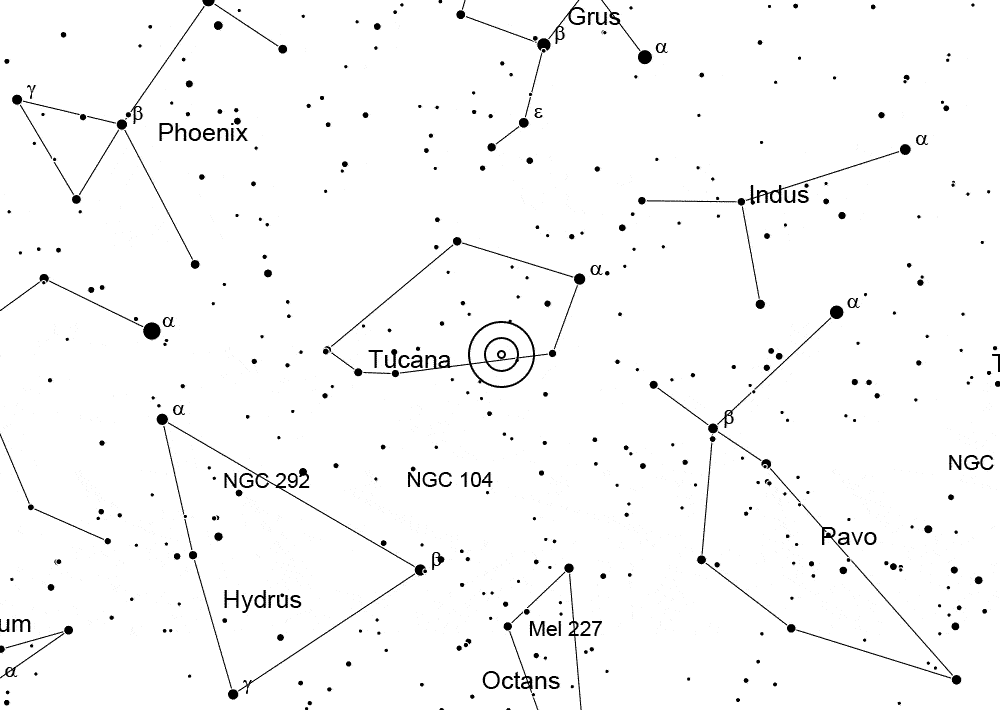 Grus
β
α
γ
β
ε
Phoenix
α
Indus
α
α
α
Tucana
T
α
β
NGC 292
NGC 104
NGC
Pavo
β
Hydrus
um
Mel 227
α
γ
Octans